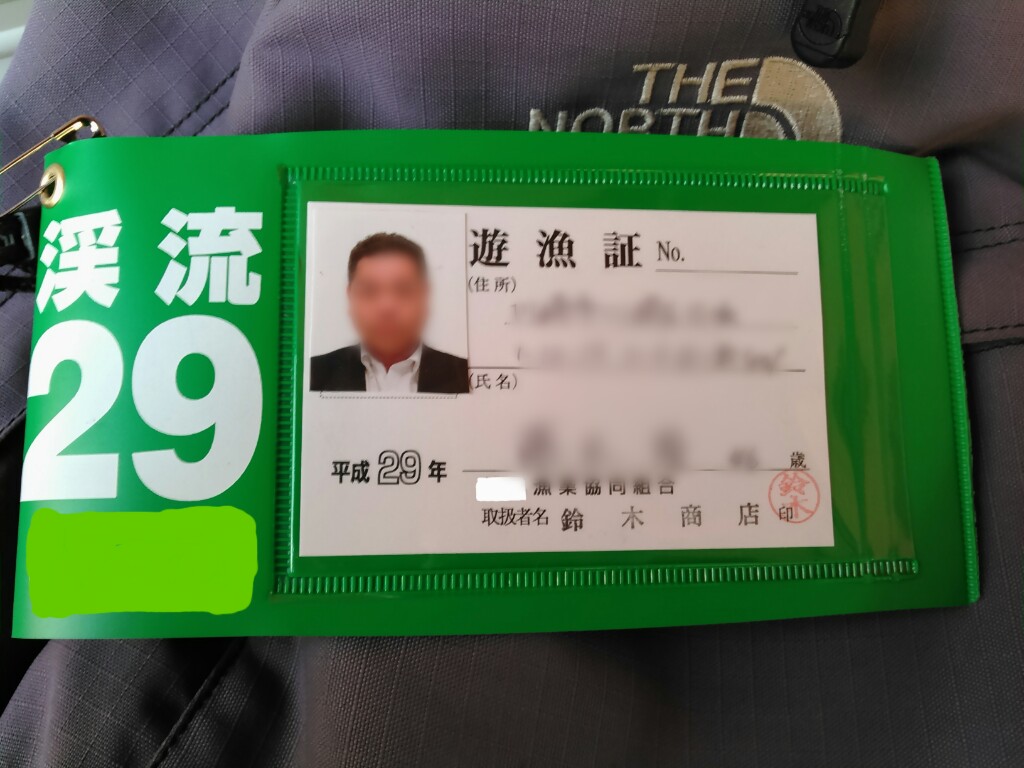 THE
NORTH
渓流
29
遊漁証 No.
(住所)
(氏名)
歳
平成29年
漁業協同組合
取扱者名 鈴木商店 印
鈴木